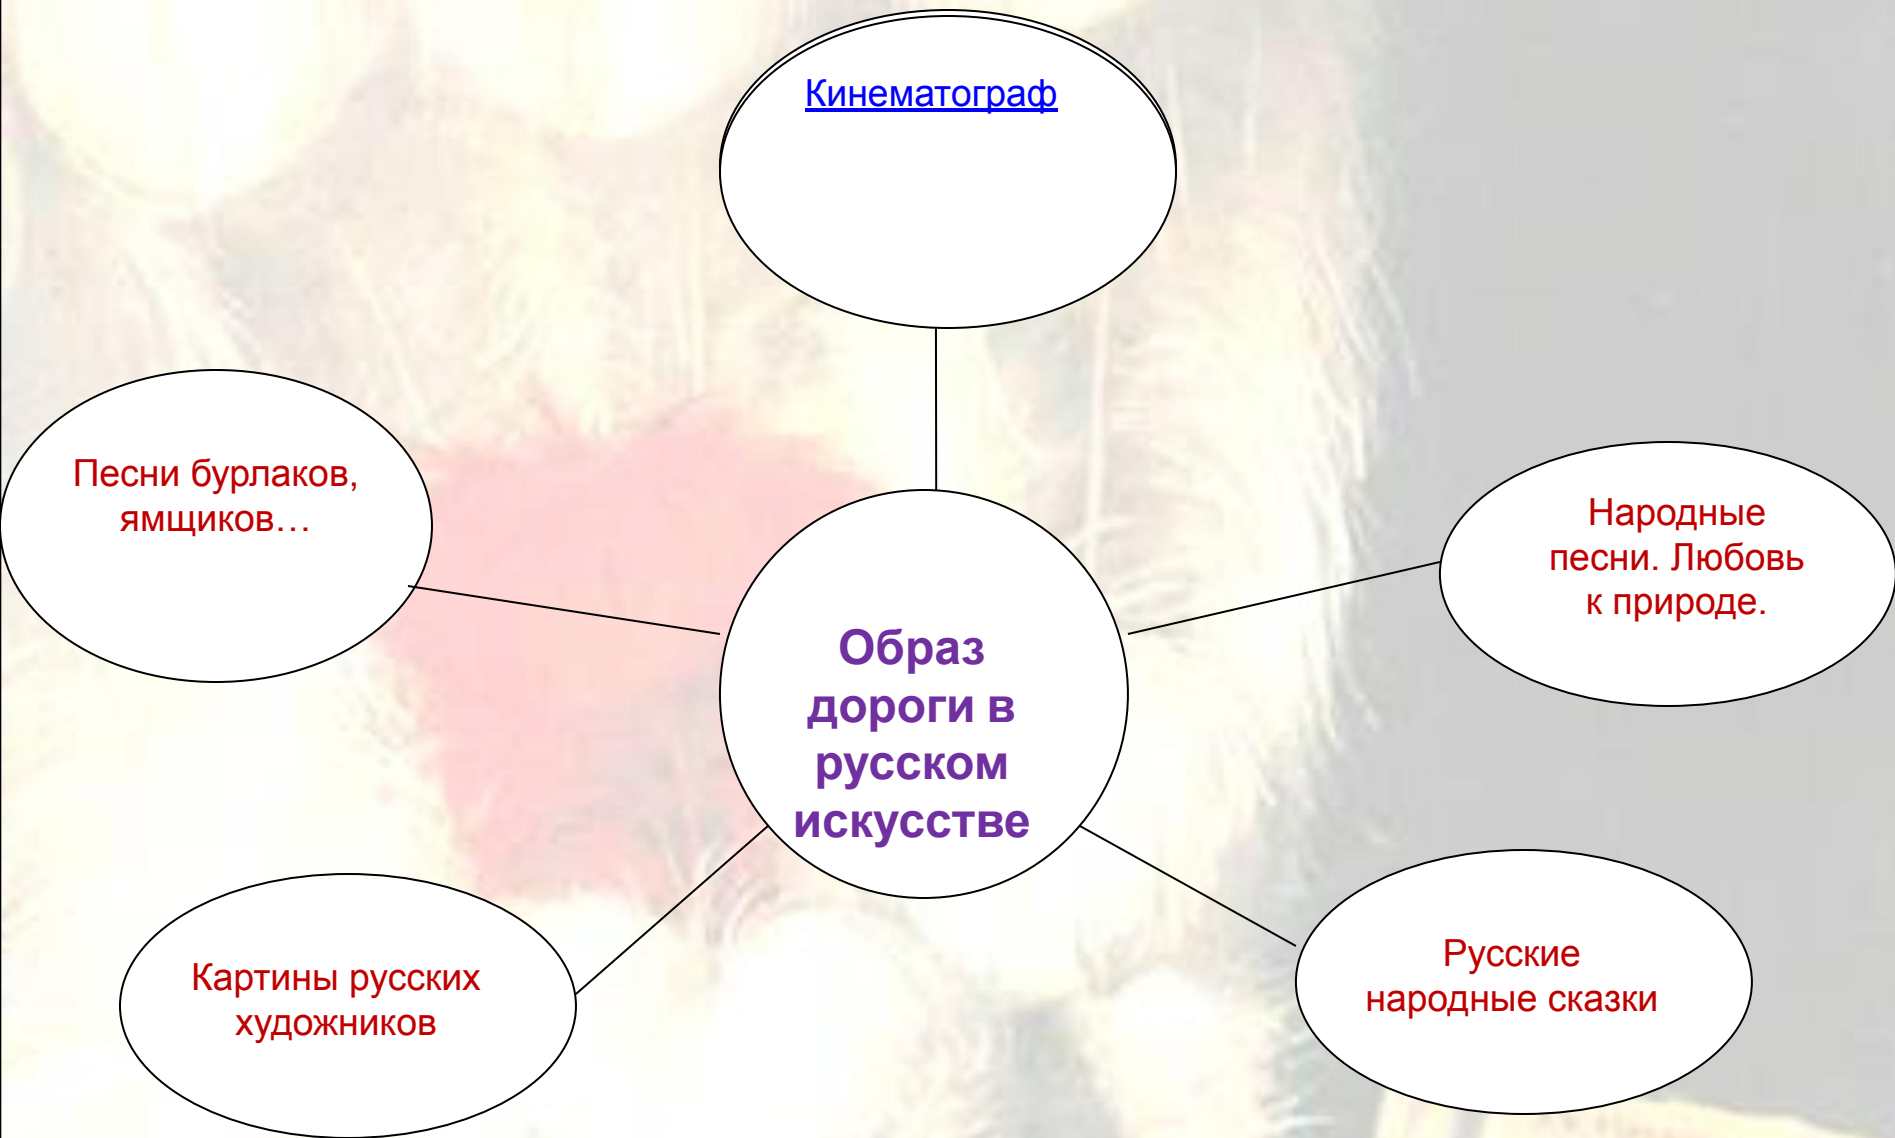 Кинематограф
Песни бурлаков,
ямщиков…
Народные
песни. Любовь
к природе.
Образ
дороги в
русском
искусстве
Картины русских
художников
Русские
народные сказки